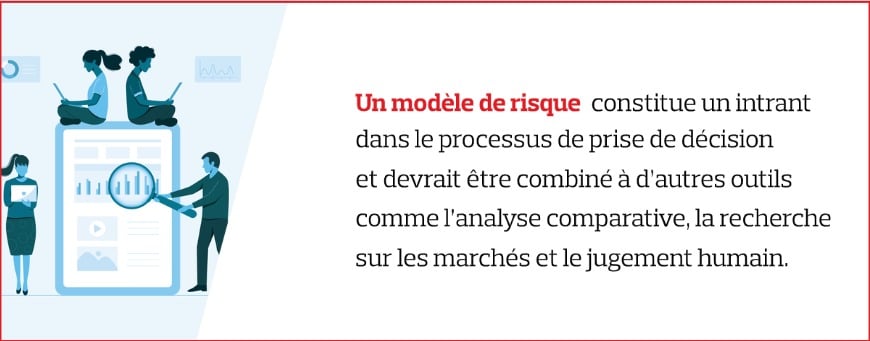 Un modèle de risque constitue un intrant
dans le processus de prise de décision
et devrait être combiné à d'autres outils
comme l'analyse comparative, la recherche
sur les marchés et le jugement humain.